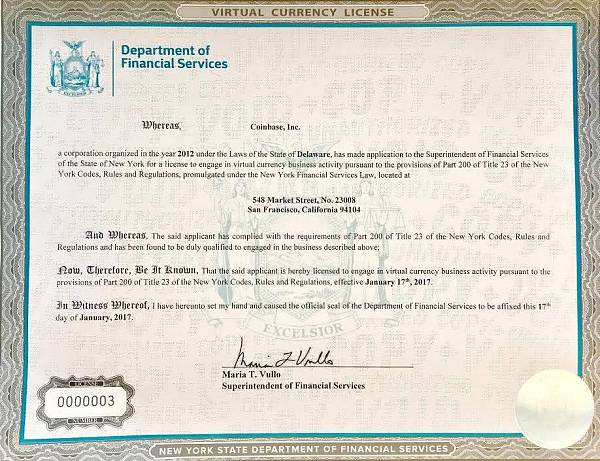 VIRTUAL CURRENCY LICENSE
Department of
Financial Services
EXCELSIOR
Whereas, Coinbase, Inc.
a corporation organized in the year 2012 under the Laws of the State of Delaware, has made application to the Superintendent of Financial Services
of the State of New York for a license to engage in virtual currency business activity pursuant to the provisions of Part 200 of Title 23 of the New
York Codes, Rules and Regulations, promulgated under the New York Financial Services Law, located at
548 Market Street, No. 23008
San Francisco, California 94104
And Whereas, The said applicant has complied with the requirements of Part 200 of Title 23 of the New York Codes, Rules and
Regulations and has been found to be duly qualified to engaged in the business described above;
Now, Therefore, Be It Known, That the said applicant is hereby licensed to engage in virtual currency business activity pursuant to the
provisions of Part 200 of Title 23 of the New York Codes, Rules and Regulations, effective January 17th, 2017.
In Witness Whereof, I have hereunto set my hand and caused the official seal of the Department of Financial Services to be affixed this 17th
day of January, 2017.
EXCELSIOR
Maria T Vullo
Maria T. Vullo
Superintendent of Financial Services
LICENSE
0000003
NUMBER
NEW YORK STATE DEPARTMENT OF FINANCIAL SERVICES